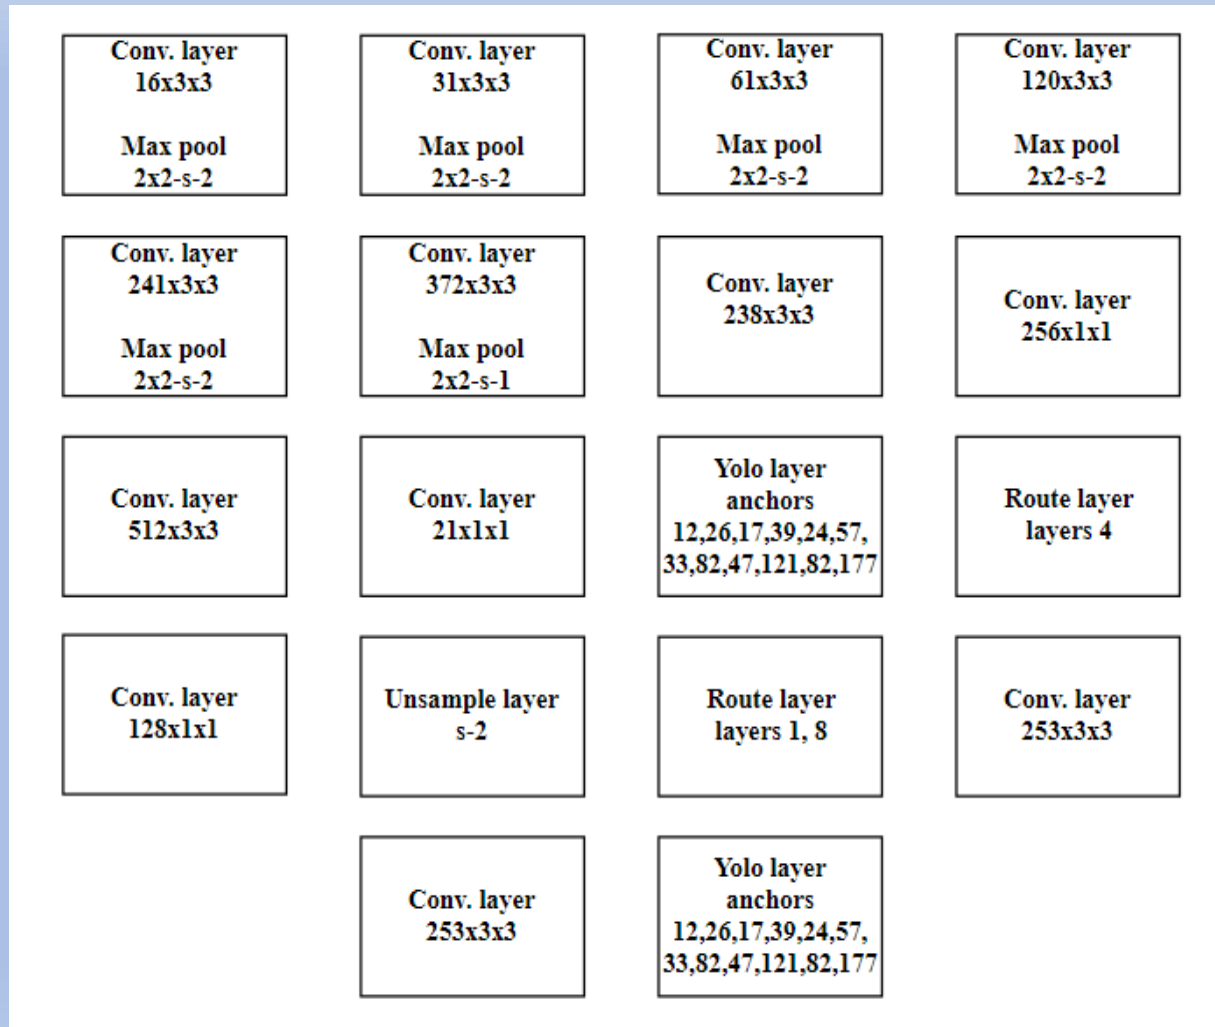 Conv. layer
16x3x3
Max pool
2x2-s-2
Conv. layer
31x3x3
Max pool
2x2-s-2
Conv. layer
61x3x3
Max pool
2x2-s-2
Conv. layer
120x3x3
Max pool
2x2-s-2
Conv. layer
241x3x3
Max pool
2x2-s-2
Conv. layer
372x3x3
Max pool
2x2-s-1
Conv. layer
238x3x3
Conv. layer
256x1x1
Conv. layer
512x3x3
Conv. layer
21x1x1
Yolo layer
anchors
12,26,17,39,24,57,
33,82,47,121,82,177
Route layer
layers 4
Conv. layer
128x1x1
Unsample layer
s-2
Route layer
layers 1, 8
Conv. layer
253x3x3
Conv. layer
253x3x3
Yolo layer
anchors
12,26,17,39,24,57,
33,82,47,121,82,177